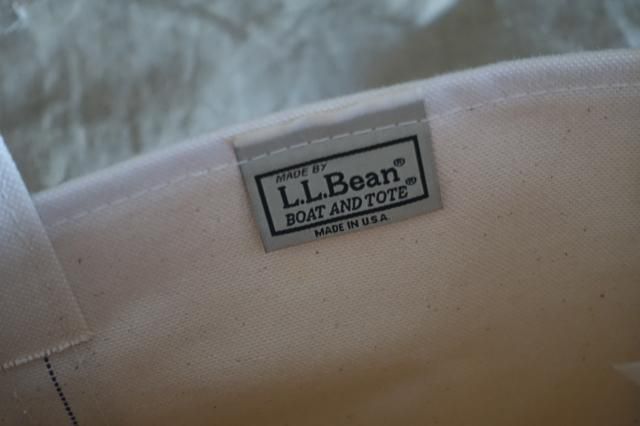 MADE BY
L.L.Bean®
BOAT AND TOTE®
MADE IN U.S.A.